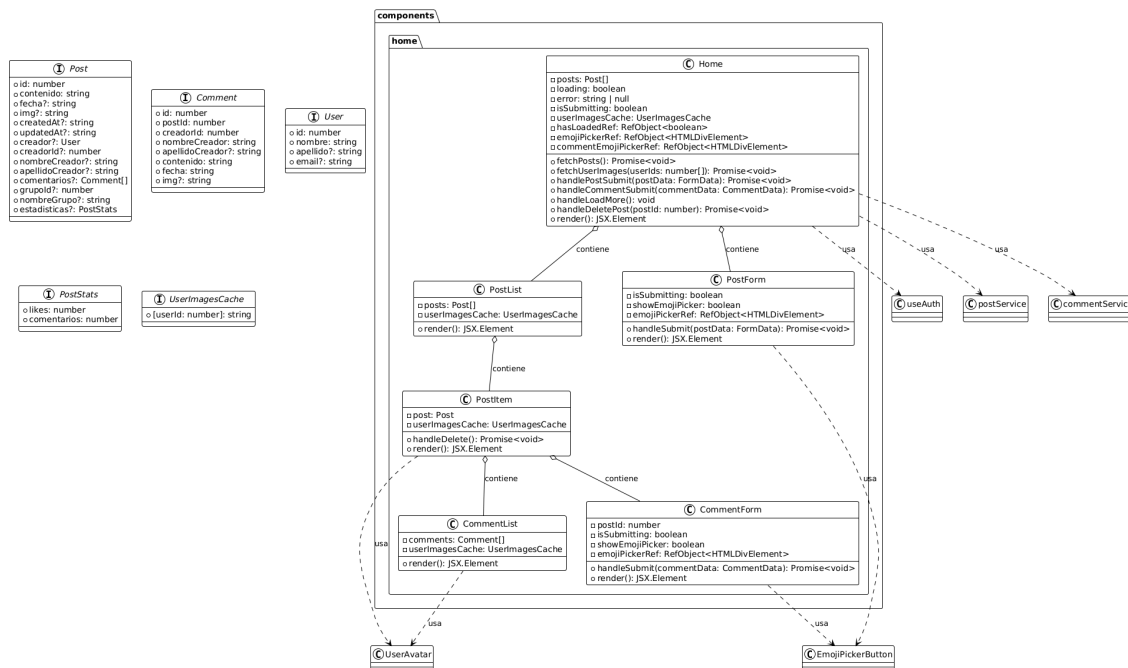 components
home
I Post
id: number
contenido: string
fecha?: string
img?: string
createdAt?: string
updatedAt?: string
creador?: User
creadorId?: number
nombreCreador?: string
apellidoCreador?: string
comentarios?: Comment[]
grupoId?: number
nombreGrupo?: string
estadisticas?: PostStats
I Comment
id: number
postId: number
creadorId: number
nombreCreador: string
apellidoCreador?: string
contenido: string
fecha: string
img?: string
I User
id: number
nombre: string
apellido?: string
email?: string
C Home
posts: Post[]
loading: boolean
error: string | null
isSubmitting: boolean
userImagesCache: UserImagesCache
hasLoadedRef: RefObject<boolean>
emojiPickerRef: RefObject<HTMLDivElement>
commentEmojiPickerRef: RefObject<HTMLDivElement>
fetchPosts(): Promise<void>
fetchUserImages(userIds: number[]): Promise<void>
handlePostSubmit(postData: FormData): Promise<void>
handleCommentSubmit(commentData: CommentData): Promise<void>
handleLoadMore(): void
handleDeletePost(postId: number): Promise<void>
render(): JSX.Element
contiene
contiene
usa
usa
usa
I PostStats
likes: number
comentarios: number
I UserImagesCache
[userId: number]: string
C PostList
posts: Post[]
userImagesCache: UserImagesCache
render(): JSX.Element
C PostForm
isSubmitting: boolean
showEmojiPicker: boolean
emojiPickerRef: RefObject<HTMLDivElement>
handleSubmit(postData: FormData): Promise<void>
render(): JSX.Element
C useAuth
C postService
C commentService
contiene
C PostItem
post: Post
userImagesCache: UserImagesCache
handleDelete(): Promise<void>
render(): JSX.Element
contiene
contiene
usa
C CommentList
comments: Comment[]
userImagesCache: UserImagesCache
render(): JSX.Element
C CommentForm
postId: number
isSubmitting: boolean
showEmojiPicker: boolean
emojiPickerRef: RefObject<HTMLDivElement>
handleSubmit(commentData: CommentData): Promise<void>
render(): JSX.Element
usa
usa
usa
C UserAvatar
C EmojiPickerButton